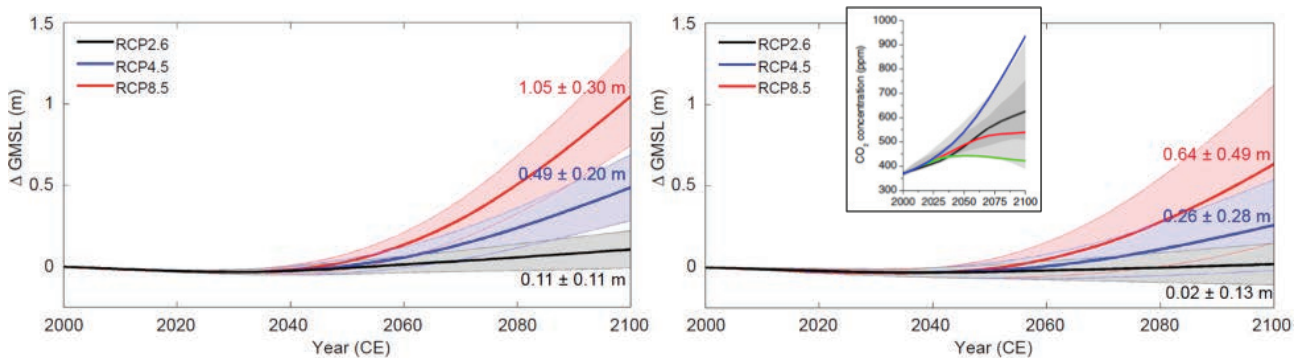 1.5
1
0.5
0
Δ GMSL (m)
RCP2.6
RCP4.5
RCP8.5
1.05 ± 0.30 m
0.49 ± 0.20 m
0.11 ± 0.11 m
2000 2020 2040 2060 2080 2100
Year (CE)
1.5
1
0.5
0
Δ GMSL (m)
RCP2.6
RCP4.5
RCP8.5
1000
900
800
700
600
500
400
300
CO2 concentration (ppm)
2000 2025 2050 2075 2100
0.64 ± 0.49 m
0.26 ± 0.28 m
0.02 ± 0.13 m
2000 2020 2040 2060 2080 2100
Year (CE)